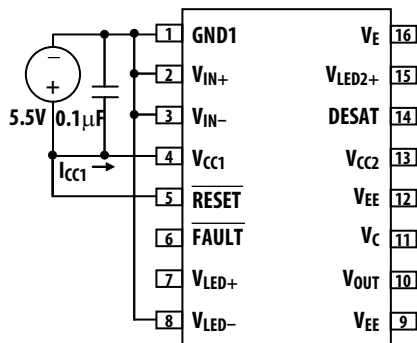 1 GND1 VE 16
2 VIN+ VLED2+ 15
3 VIN- DESAT 14
5.5V 0.1μF
4 VCC1 VCC2 13
ICC1
5 RESET VEE 12
6 FAULT VC 11
7 VLED+ VOUT 10
8 VLED- VEE 9